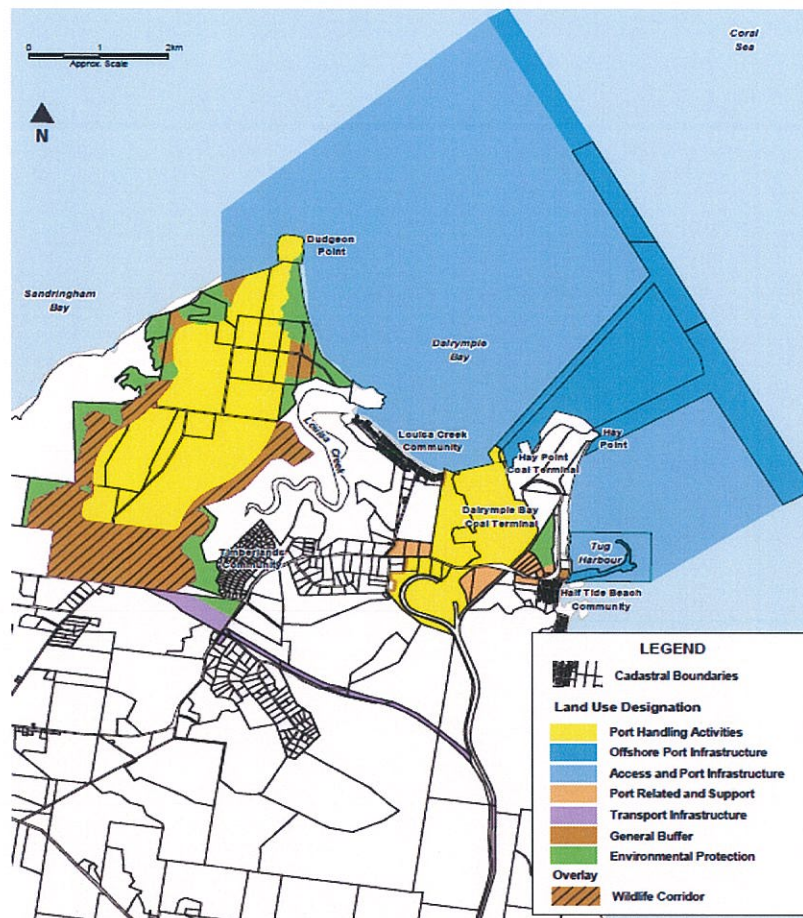 Coral
Sea
0 1 2km
Approx. Scale
N
Dudgeon
Point
Sandringham
Bay
Dalrymple
Bay
Louisa Creek
Louisa Creek
Community
Hay
Point
Hay Point
Coal Terminal
Dalrymple Bay
Coal Terminal
Timberlands
Community
Tug
Harbour
Half Tide Beach
Community
LEGEND
Cadastral Boundaries
Land Use Designation
Port Handling Activities
Offshore Port Infrastructure
Access and Port Infrastructure
Port Related and Support
Transport Infrastructure
General Buffer
Environmental Protection
Overlay
Wildlife Corridor